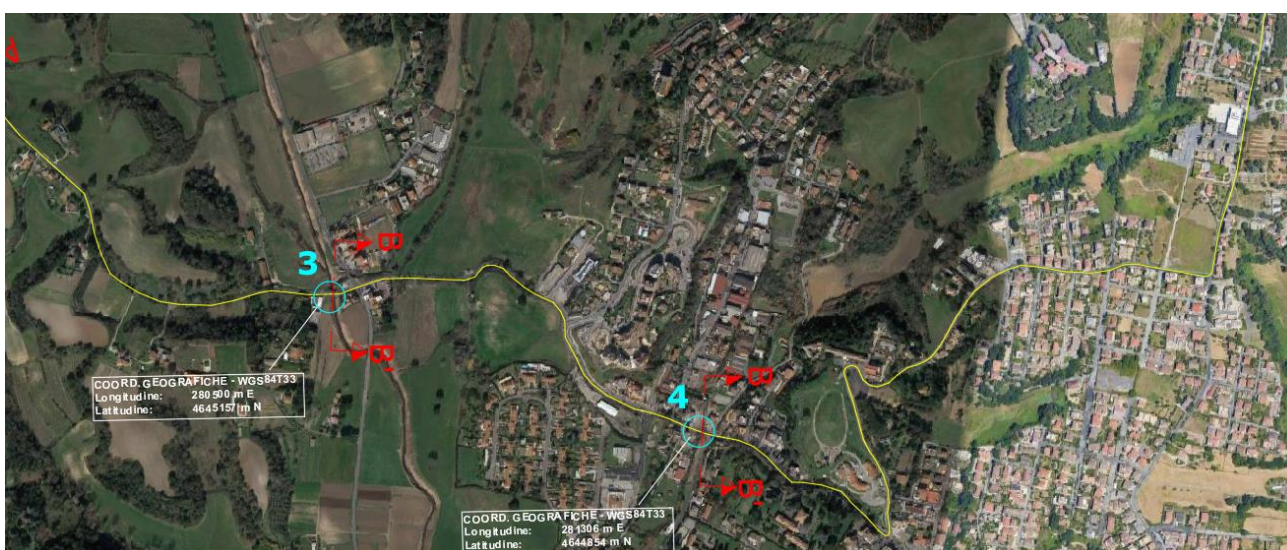 3
B
B'
COORD. GEOGRAFICHE - WGS84T33
Longitudine: 280500 m E
Latitudine: 4645157 m N
4
B
B'
COORD. GEOGRAFICHE - WGS84T33
Longitudine: 281306 m E
Latitudine: 4644854 m N